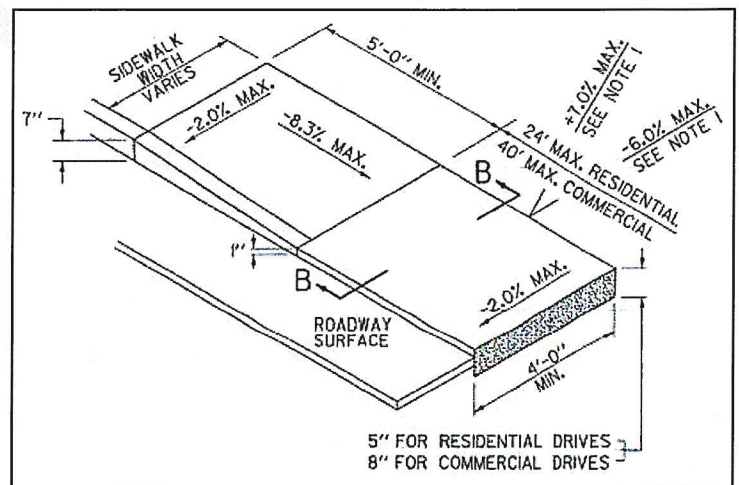 SIDEWALK
WIDTH
VARIES
5'-0" MIN.
+7.0% MAX.
SEE NOTE 1
-6.0% MAX.
SEE NOTE 1
7"
-2.0% MAX.
-8.3% MAX.
24' MAX. RESIDENTIAL
40' MAX. COMMERCIAL
B
1"
B
ROADWAY
SURFACE
-2.0% MAX.
4'-0"
MIN.
5" FOR RESIDENTIAL DRIVES
8" FOR COMMERCIAL DRIVES